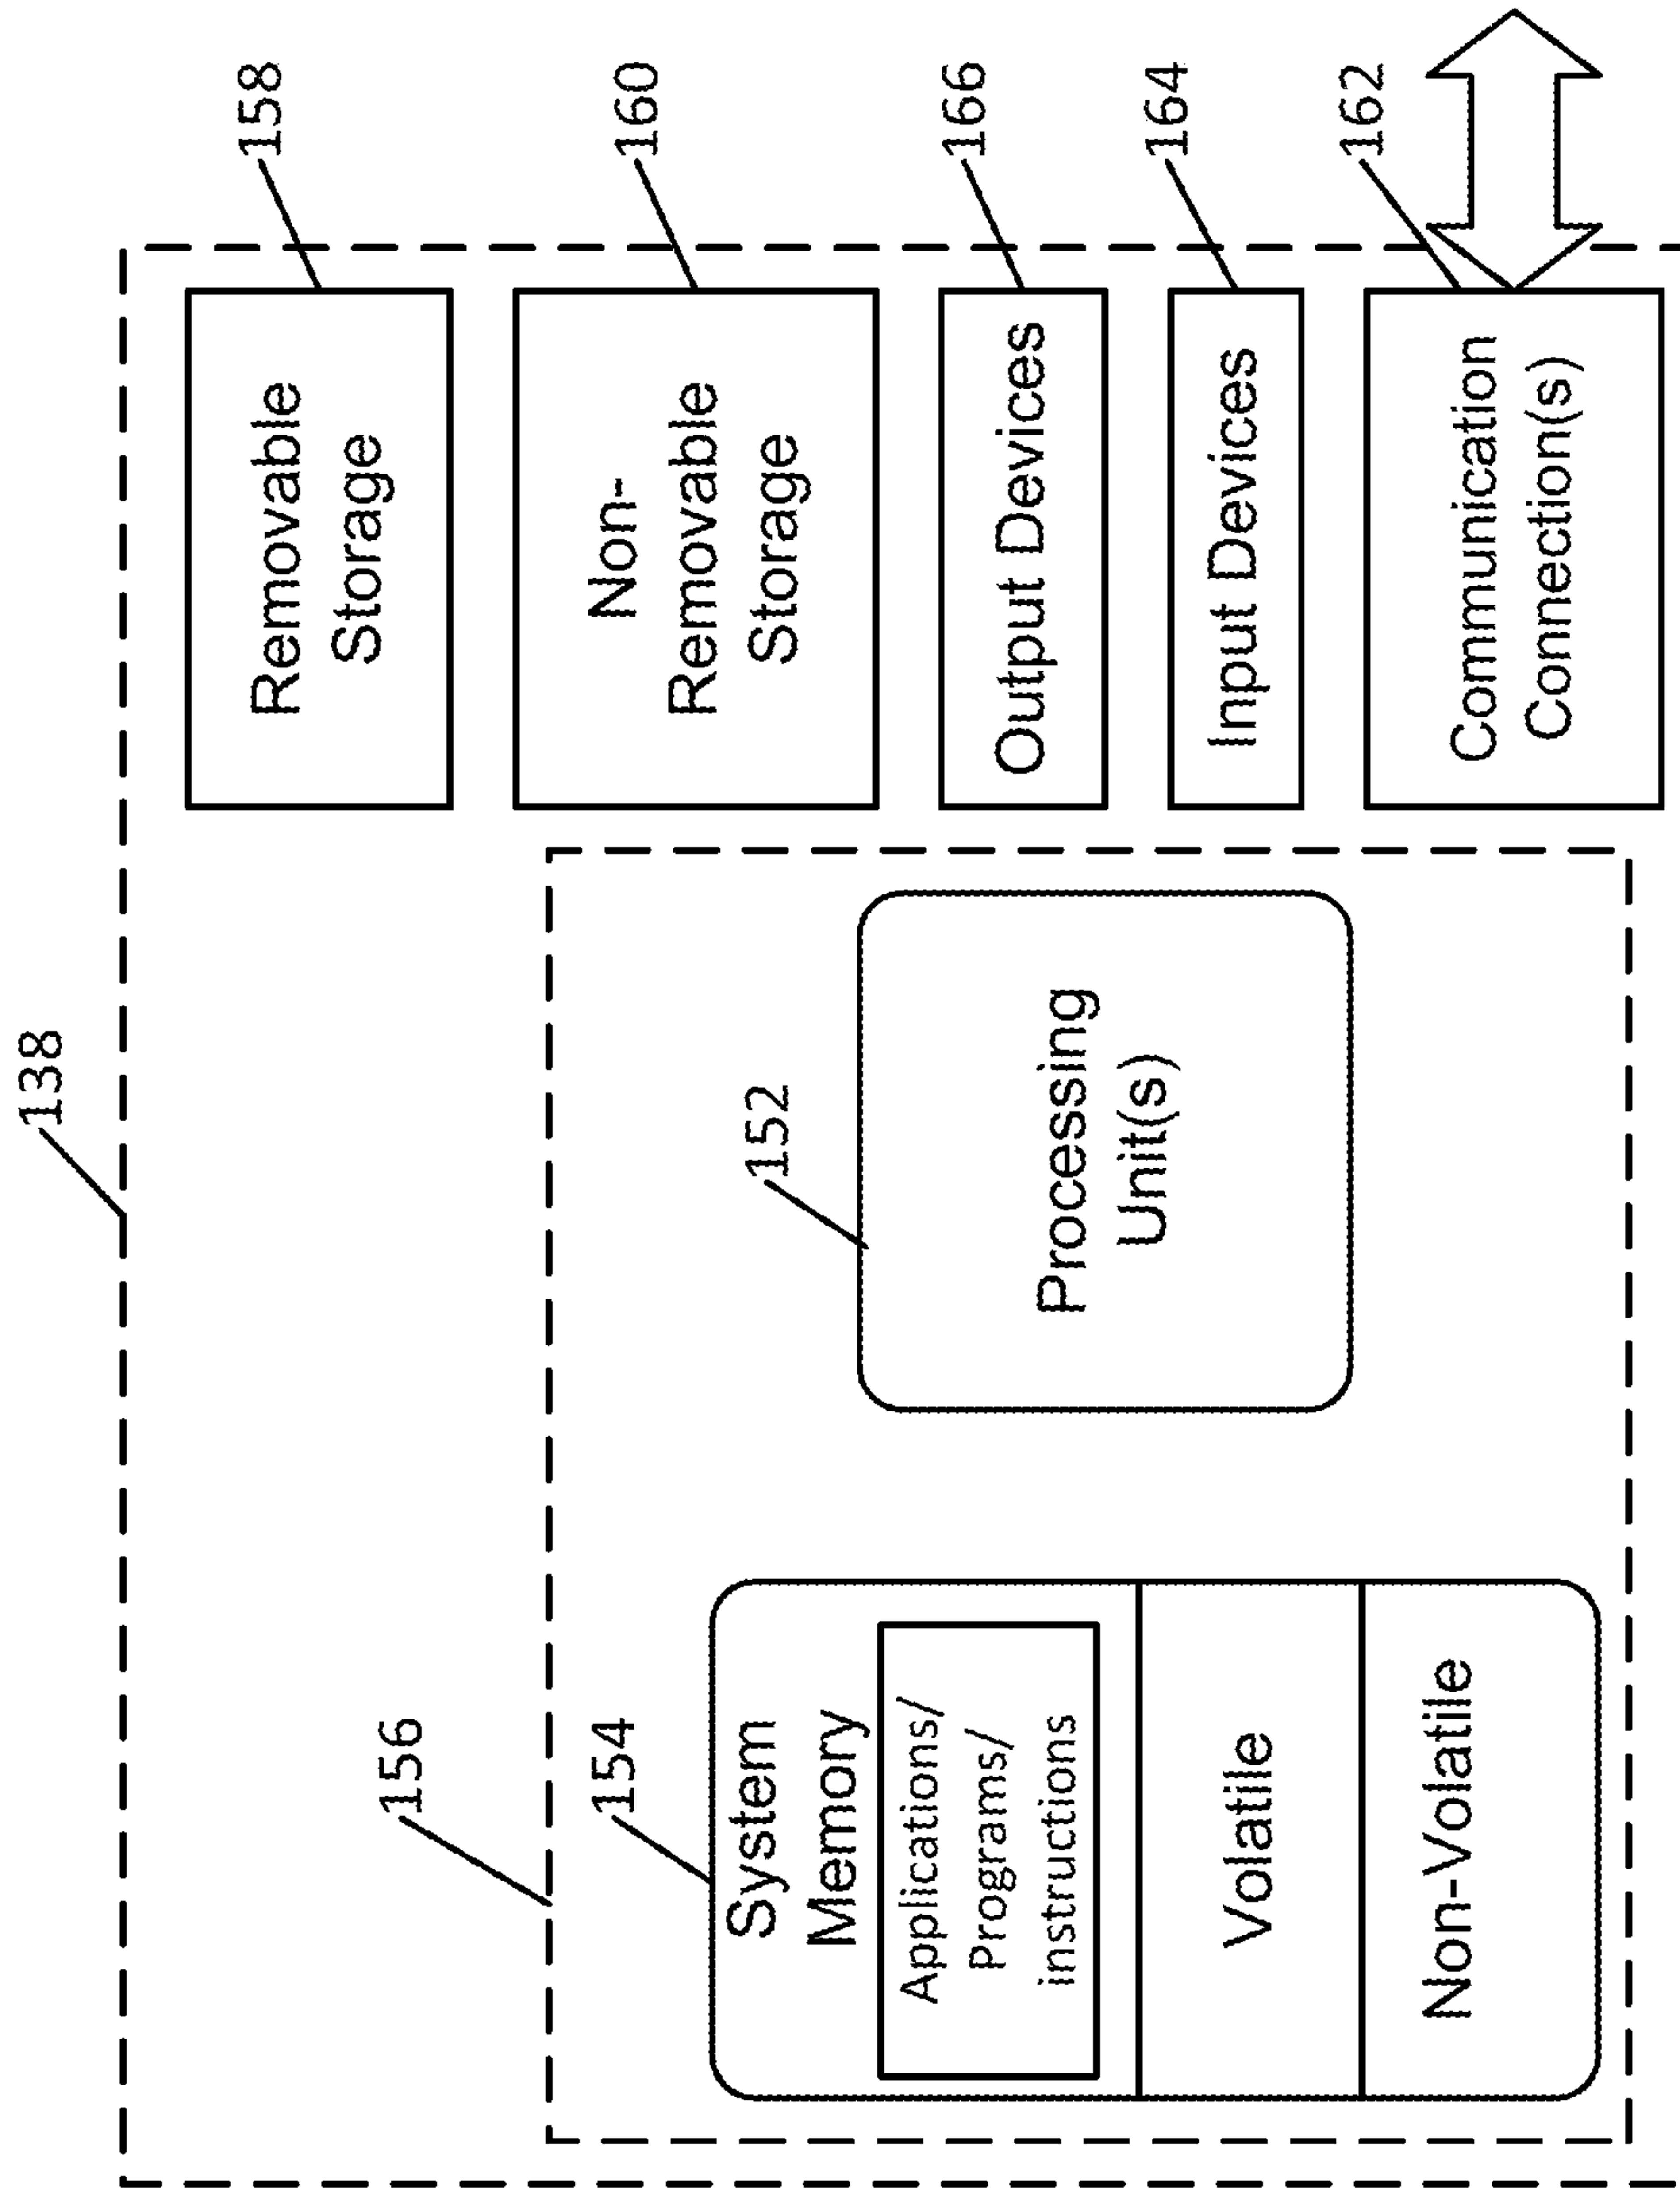 138
156
154
System
Memory
Applications/
Programs/
instructions
Volatile
Non-Volatile
152
Processing
Unit(s)
Removable
Storage
158
Non-
Removable
Storage
160
Output Devices
166
Input Devices
164
Communication
Connection(s)
162